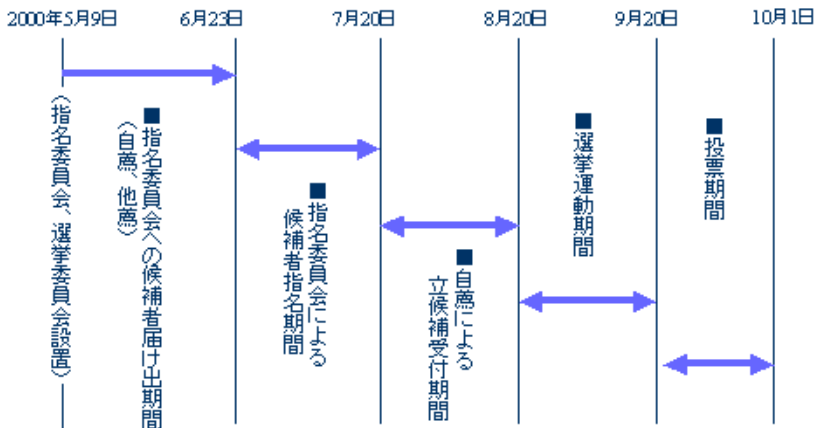 2000年5月9日
6月23日
7月20日
8月20日
9月20日
10月1日
（指名委員会、選挙委員会設置）
■指名委員会への候補者届け出期間
（自薦、他薦）
■指名委員会による
候補者指名期間
■自薦による
立候補受付期間
■選挙運動期間
■投票期間